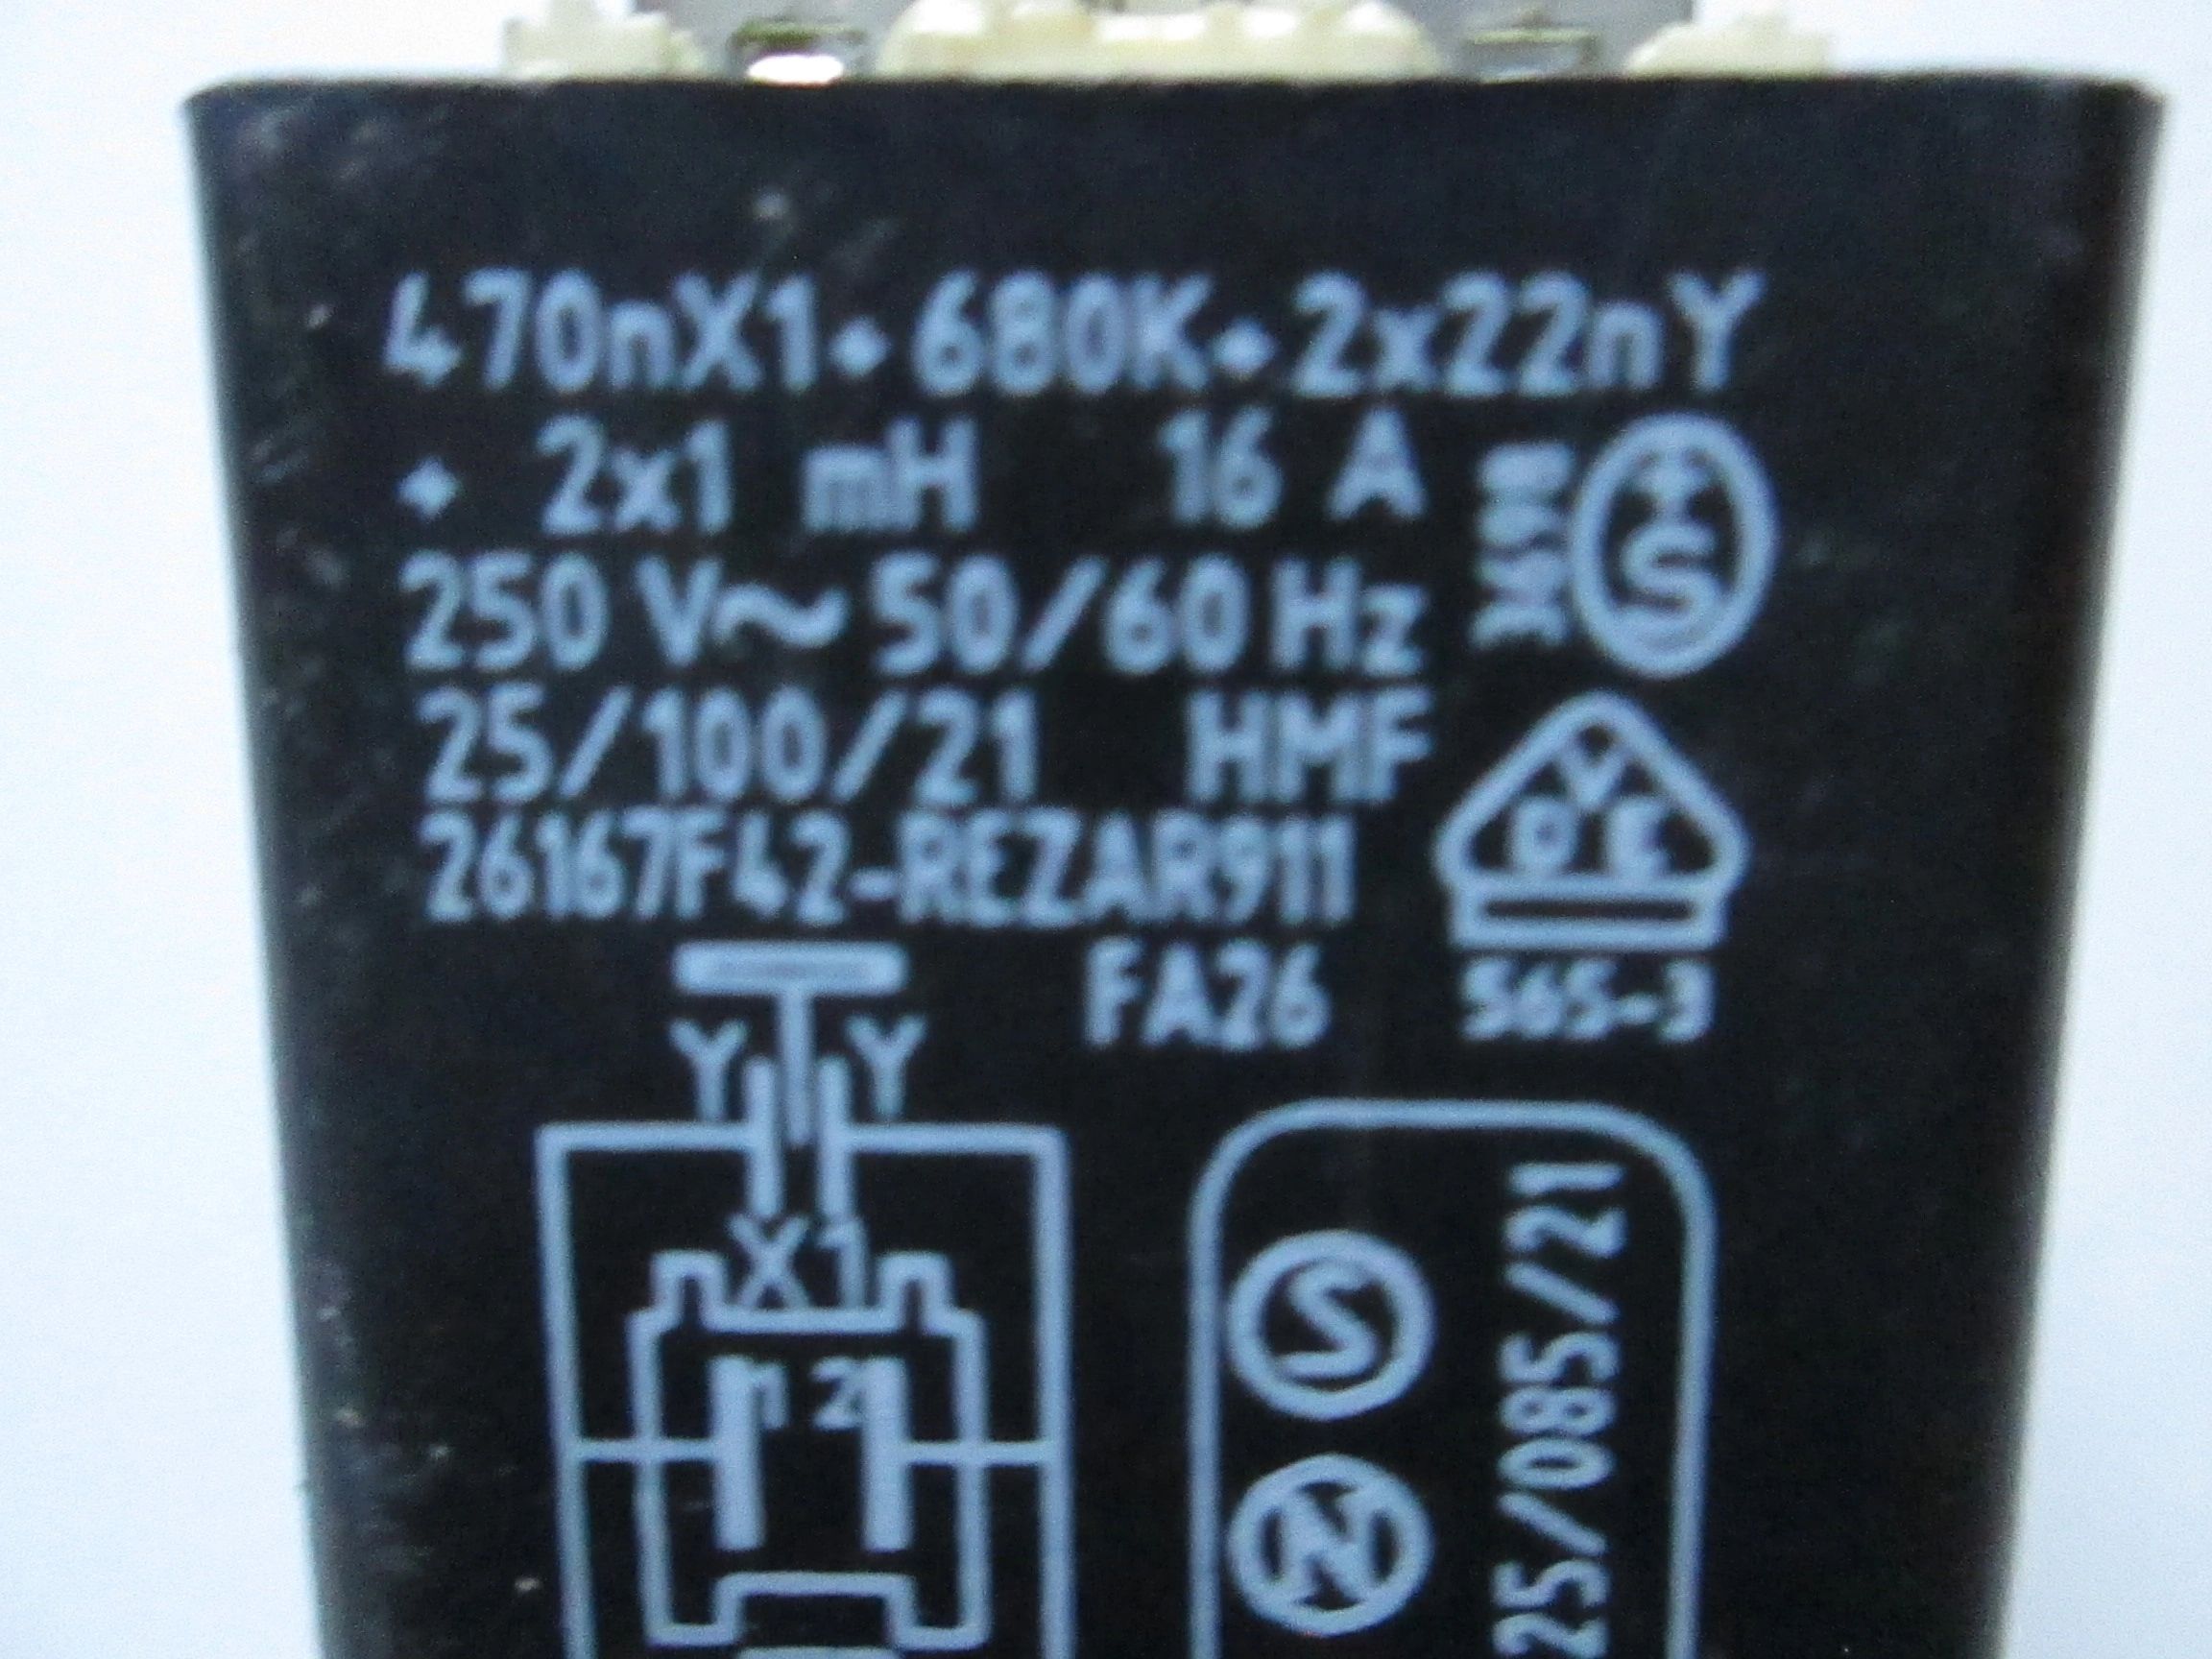 470nX1+680K+2x22nY
+ 2x1 mH 16 A
250 V~ 50/60 Hz
25/100/21 HMF
26167F42-REZAR911
FA26
S
V
D E
565-3
Y Y
X1
1 2
S
N
25/085/21